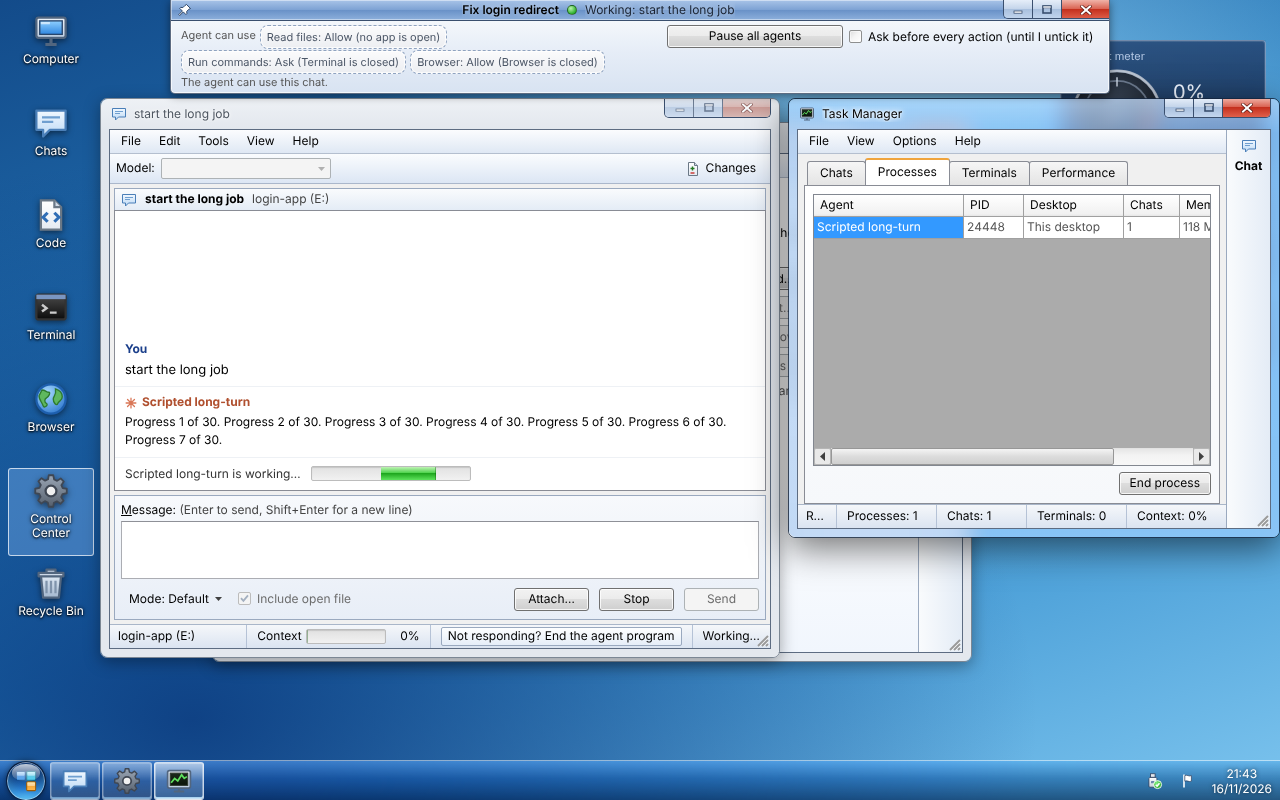 Fix login redirect Working: start the long job
Agent can use Read files: Allow (no app is open) Pause all agents Ask before every action (until I untick it)
Run commands: Ask (Terminal is closed) Browser: Allow (Browser is closed)
The agent can use this chat.
Computer
Chats
Code
Terminal
Browser
Control Center
Recycle Bin
meter
0%
start the long job
File Edit Tools View Help
Model: Changes
start the long job login-app (E:)
You
start the long job
Scripted long-turn
Progress 1 of 30. Progress 2 of 30. Progress 3 of 30. Progress 4 of 30. Progress 5 of 30. Progress 6 of 30.
Progress 7 of 30.
Scripted long-turn is working...
Message: (Enter to send, Shift+Enter for a new line)
Mode: Default Include open file Attach... Stop Send
login-app (E:) Context 0% Not responding? End the agent program Working...
Task Manager
File View Options Help
Chat
Chats Processes Terminals Performance
Agent PID Desktop Chats Mem
Scripted long-turn 24448 This desktop 1 118 M
End process
R... Processes: 1 Chats: 1 Terminals: 0 Context: 0%
21:43
16/11/2026